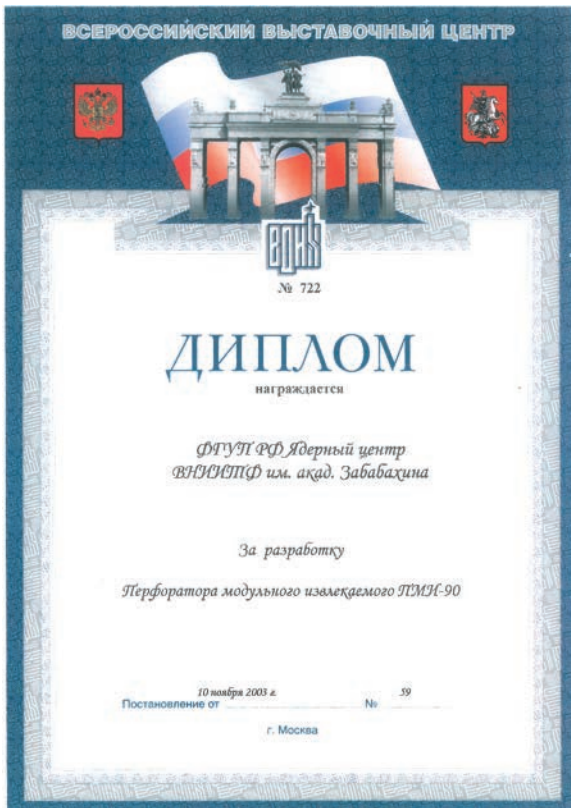 ВСЕРОССИЙСКИЙ ВЫСТАВОЧНЫЙ ЦЕНТР
№ 722
ДИПЛОМ
награждается
ФГУП РФ Ядерный центр
ВНИИТФ им. акад. Забабахина
За разработку
Перфоратора модульного извлекаемого ПМИ-90
10 ноября 2003 г. 59
Постановление от №
г. Москва